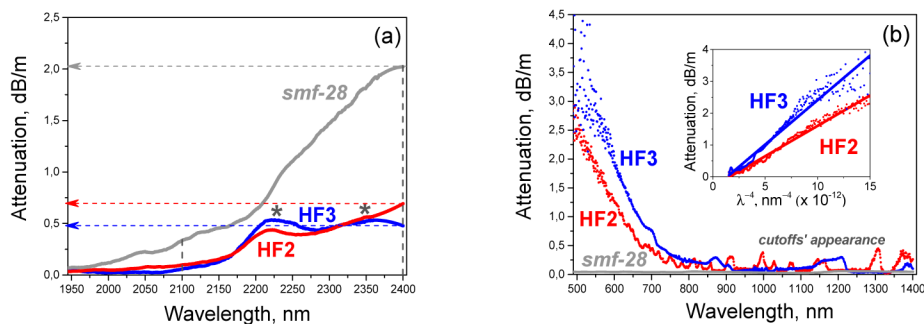 (a)
Attenuation, dB/m
2,5
2,0
1,5
1,0
0,5
0,0
smf-28
*
*
HF3
HF2
1950 2000 2050 2100 2150 2200 2250 2300 2350 2400
Wavelength, nm
(b)
Attenuation, dB/m
4,5
4,0
3,5
3,0
2,5
2,0
1,5
1,0
0,5
0,0
HF3
HF2
smf-28
cutoffs' appearance
500 600 700 800 900 1000 1100 1200 1300 1400
Wavelength, nm
Attenuation, dB/m
4
3
2
1
0
HF3
HF2
0 5 10 15
λ⁻⁴, nm⁻⁴ (x 10⁻¹²)